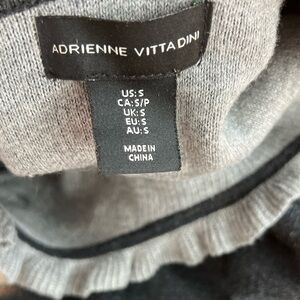 ADRIENNE VITTADINI
US:S
CA:S/P
UK:S
EU:S
AU:S
MADE IN
CHINA